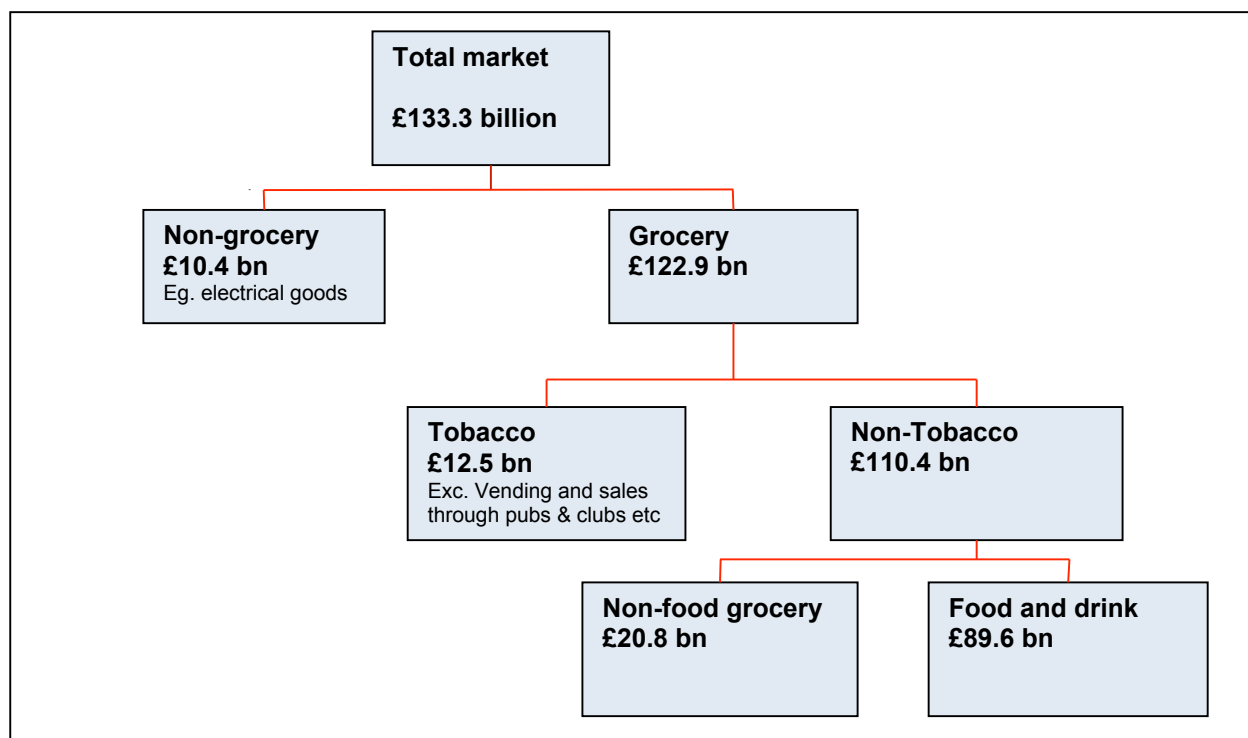 Total market
£133.3 billion
Non-grocery
£10.4 bn
Eg. electrical goods
Grocery
£122.9 bn
Tobacco
£12.5 bn
Exc. Vending and sales
through pubs & clubs etc
Non-Tobacco
£110.4 bn
Non-food grocery
£20.8 bn
Food and drink
£89.6 bn